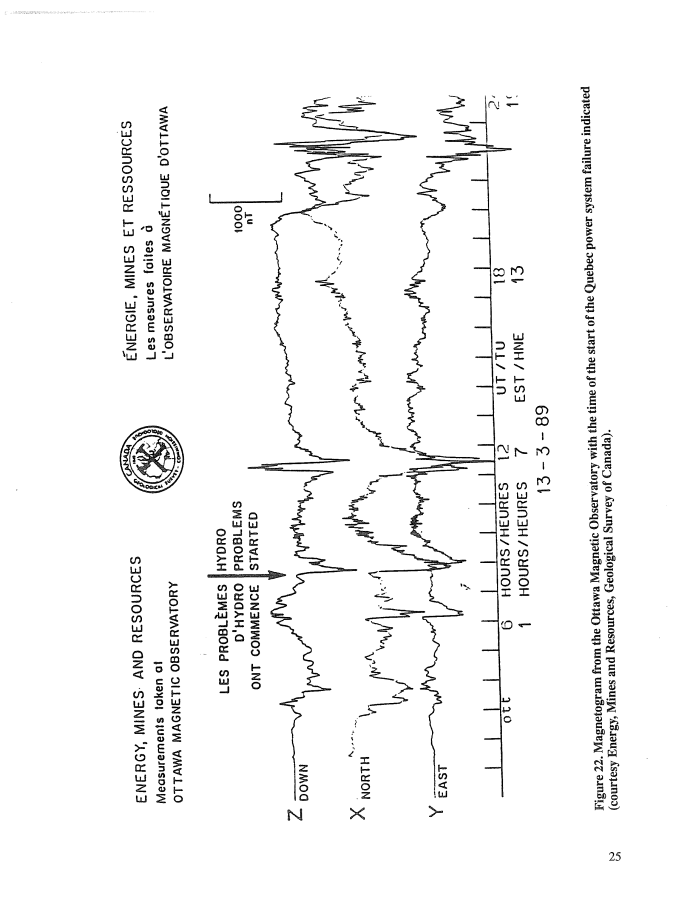 ENERGY, MINES AND RESOURCES
Measurements taken at
OTTAWA MAGNETIC OBSERVATORY
CANADA
GEOLOGICAL SURVEY
ÉNERGIE, MINES ET RESSOURCES
Les mesures faites à
L'OBSERVATOIRE MAGNÉTIQUE D'OTTAWA
LES PROBLÈMES
D'HYDRO
ONT COMMENCE
HYDRO
PROBLEMS
STARTED
1000
nT
Z DOWN
X NORTH
Y EAST
ott 6 HOURS/HEURES 12 UT/TU 18
1 HOURS/HEURES 7 EST/HNE 13
13-3-89
Figure 22. Magnetogram from the Ottawa Magnetic Observatory with the time of the start of the Quebec power system failure indicated
(courtesy Energy, Mines and Resources, Geological Survey of Canada).
25